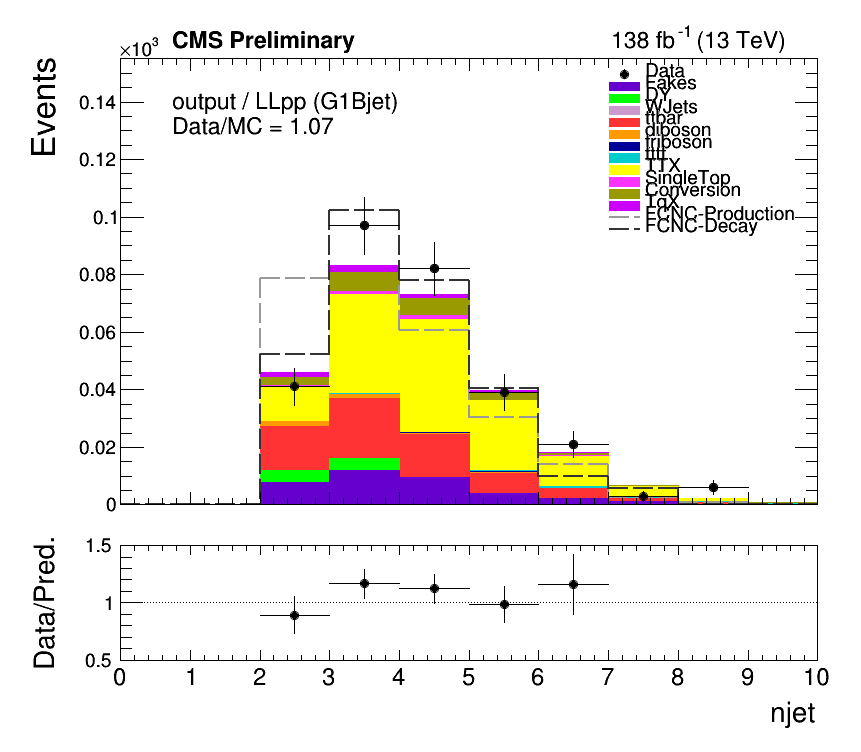 ×10³ CMS Preliminary 138 fb⁻¹ (13 TeV)
Events
output / LLpp (G1Bjet)
Data/MC = 1.07
Data
Fakes
DY
WJets
ttbar
diboson
triboson
tttt
TTX
SingleTop
Conversion
TqX
FCNC-Production
FCNC-Decay
0.14
0.12
0.1
0.08
0.06
0.04
0.02
0
Data/Pred.
1.5
1
0.5
0 1 2 3 4 5 6 7 8 9 10
njet